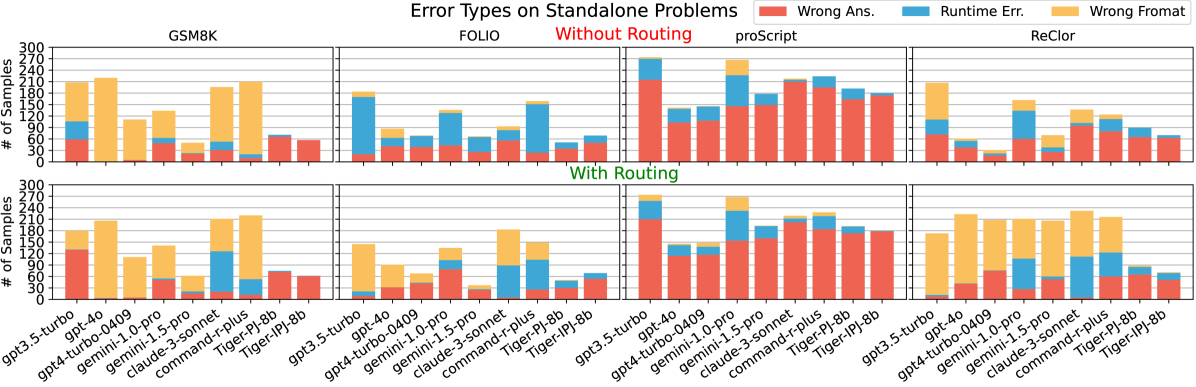 Error Types on Standalone Problems
Wrong Ans. Runtime Err. Wrong Fromat
GSM8K FOLIO Without Routing proScript ReClor
# of Samples
300
270
240
210
180
150
120
90
60
30
0
With Routing
# of Samples
300
270
240
210
180
150
120
90
60
30
0
gpt3.5-turbo gpt-4o gpt4-turbo-0409 gemini-1.0-pro gemini-1.5-pro claude-3-sonnet command-r-plus Tiger-PJ-8b Tiger-lPJ-8b
gpt3.5-turbo gpt-4o gpt4-turbo-0409 gemini-1.0-pro gemini-1.5-pro claude-3-sonnet command-r-plus Tiger-PJ-8b Tiger-lPJ-8b
gpt3.5-turbo gpt-4o gpt4-turbo-0409 gemini-1.0-pro gemini-1.5-pro claude-3-sonnet command-r-plus Tiger-PJ-8b Tiger-lPJ-8b
gpt3.5-turbo gpt-4o gpt4-turbo-0409 gemini-1.0-pro gemini-1.5-pro claude-3-sonnet command-r-plus Tiger-PJ-8b Tiger-lPJ-8b